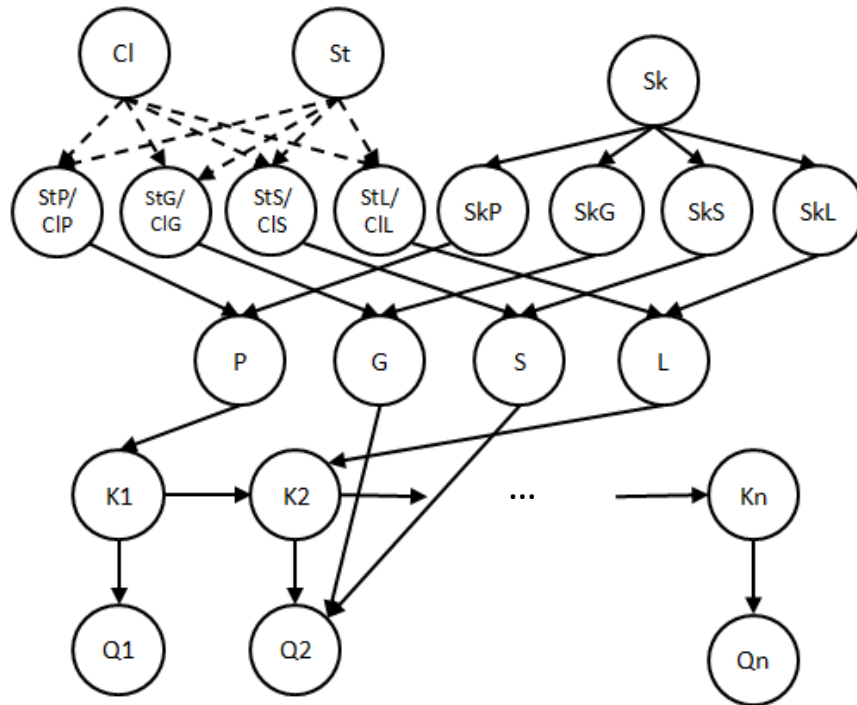 Cl
St
Sk
StP/
ClP
StG/
ClG
StS/
ClS
StL/
ClL
SkP
SkG
SkS
SkL
P
G
S
L
K1
K2
...
Kn
Q1
Q2
Qn